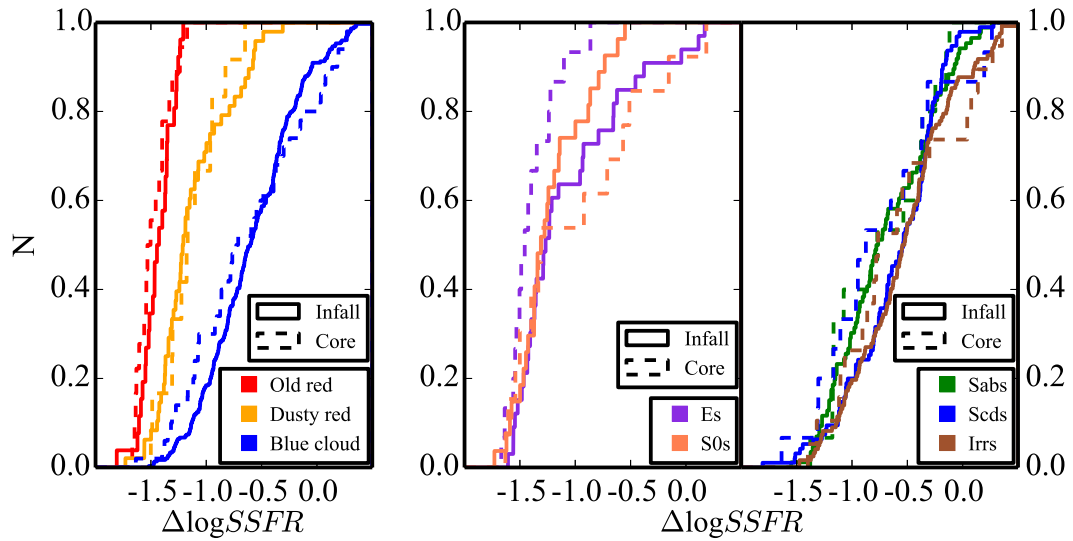 1.0
0.8
0.6
0.4
0.2
0.0
N
-1.5 -1.0 -0.5 0.0
ΔlogSSFR
Infall
Core
Old red
Dusty red
Blue cloud
1.0
0.8
0.6
0.4
0.2
0.0
-1.5 -1.0 -0.5 0.0
ΔlogSSFR
Infall
Core
Es
S0s
1.0
0.8
0.6
0.4
0.2
0.0
-1.5 -1.0 -0.5 0.0
ΔlogSSFR
Infall
Core
Sabs
Scds
Irrs